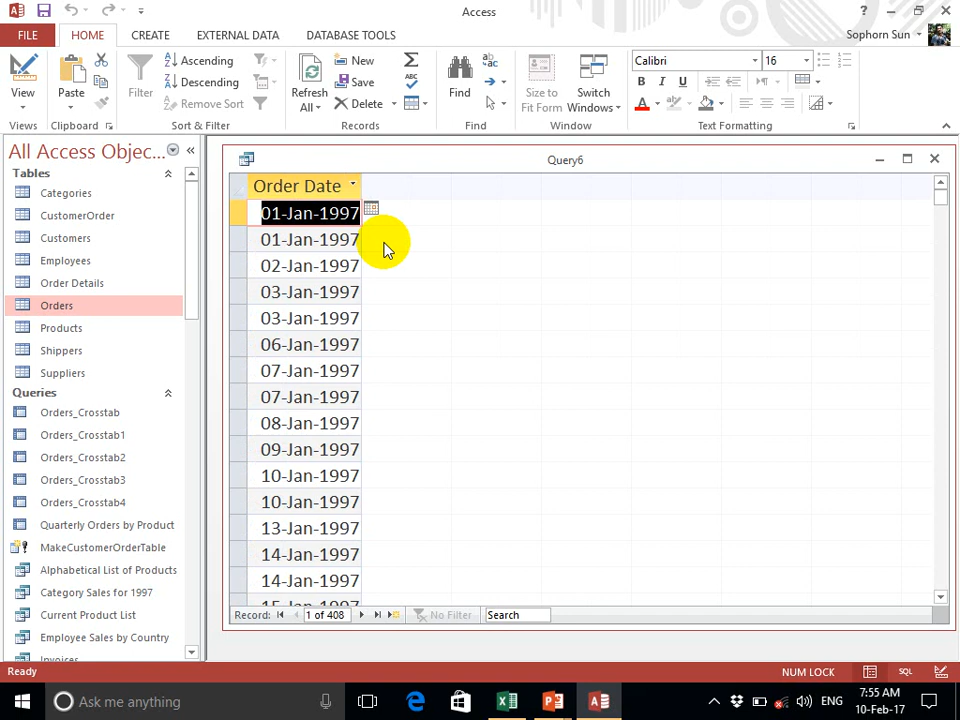 Access
?
FILE HOME CREATE EXTERNAL DATA DATABASE TOOLS Sophorn Sun
View
Views
Paste
Clipboard
Filter
Ascending
Descending
Remove Sort
Sort & Filter
Refresh
All
New
Save
Delete
Records
Find
Find
Size to
Fit Form
Switch
Windows
Window
Calibri 16
B I U
A
Text Formatting
All Access Objec...
Tables
Categories
CustomerOrder
Customers
Employees
Order Details
Orders
Products
Shippers
Suppliers
Queries
Orders_Crosstab
Orders_Crosstab1
Orders_Crosstab2
Orders_Crosstab3
Orders_Crosstab4
Quarterly Orders by Product
MakeCustomerOrderTable
Alphabetical List of Products
Category Sales for 1997
Current Product List
Employee Sales by Country
Invoices
Query6
Order Date
01-Jan-1997
01-Jan-1997
02-Jan-1997
03-Jan-1997
03-Jan-1997
06-Jan-1997
07-Jan-1997
07-Jan-1997
08-Jan-1997
09-Jan-1997
10-Jan-1997
10-Jan-1997
13-Jan-1997
14-Jan-1997
14-Jan-1997
15-Jan-1997
Record: 1 of 408 No Filter Search
Ready NUM LOCK SQL
Ask me anything
ENG
7:55 AM
10-Feb-17